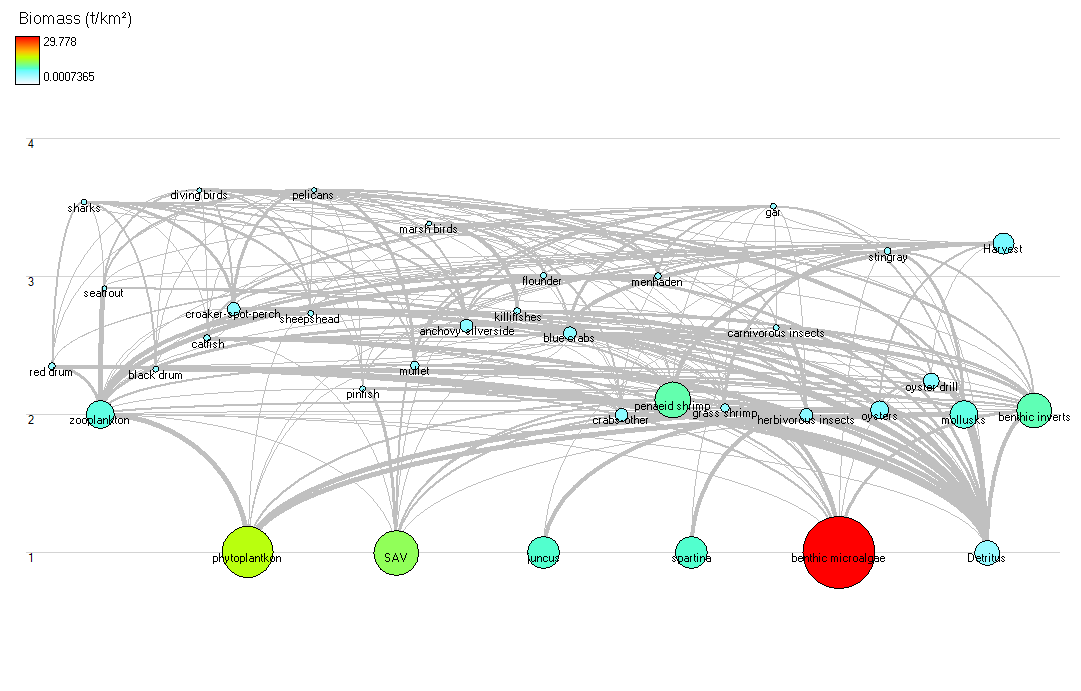 Biomass (t/km²)
29.778
0.0007365
4
diving birds
pelicans
sharks
gar
marsh birds
Harvest
stingray
3
flounder
menhaden
seatrout
croaker-spot-perch
sheepshead
killifishes
anchovy-silverside
blue crabs
carnivorous insects
catfish
red drum
black drum
mullet
pinfish
oyster drill
2
zooplankton
crabs-other
penaeid shrimp
grass shrimp
herbivorous insects
oysters
mollusks
benthic inverts
1
phytoplantkon
SAV
juncus
spartina
benthic microalgae
Detritus